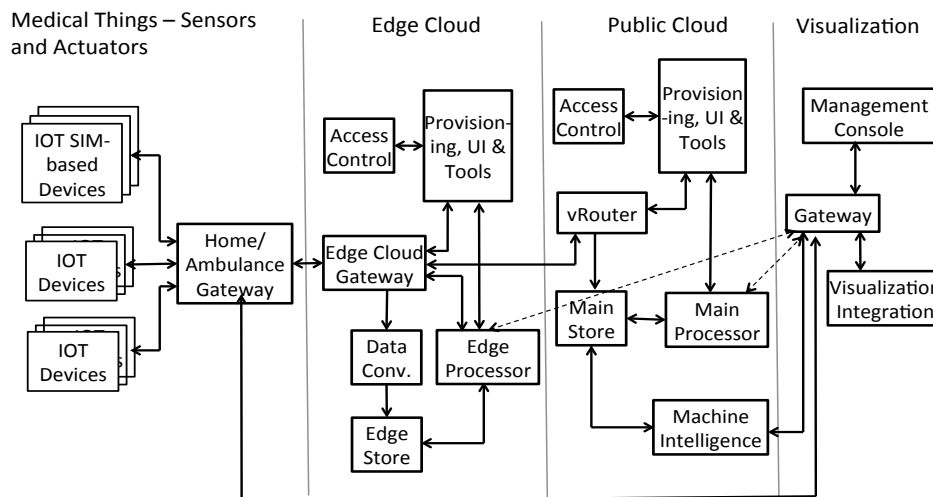 Medical Things – Sensors
and Actuators
Edge Cloud
Public Cloud
Visualization
IOT SIM-
based
Devices
IOT
Devices
IOT
Devices
Home/
Ambulance
Gateway
Access
Control
Provision-
ing, UI &
Tools
Edge Cloud
Gateway
Data
Conv.
Edge
Processor
Edge
Store
Access
Control
Provision
-ing, UI &
Tools
vRouter
Main
Store
Main
Processor
Machine
Intelligence
Management
Console
Gateway
Visualization
Integration